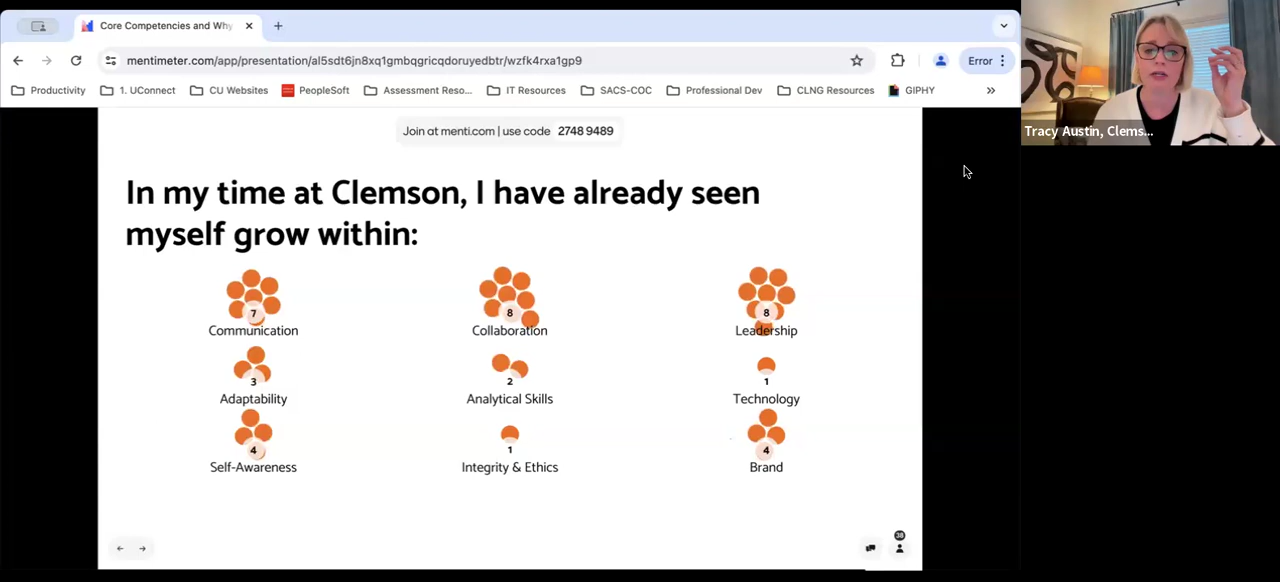 Core Competencies and Why
mentimeter.com/app/presentation/al5sdt6jn8xq1gmbqgricqdoruyedbtr/wzfk4rxa1gp9
Error
Productivity
1. UConnect
CU Websites
PeopleSoft
Assessment Reso...
IT Resources
SACS-COC
Professional Dev
CLNG Resources
GIPHY
Tracy Austin, Clems...
Join at menti.com | use code 2748 9489
In my time at Clemson, I have already seen
myself grow within:
7
Communication
8
Collaboration
8
Leadership
3
Adaptability
2
Analytical Skills
1
Technology
4
Self-Awareness
1
Integrity & Ethics
4
Brand
38